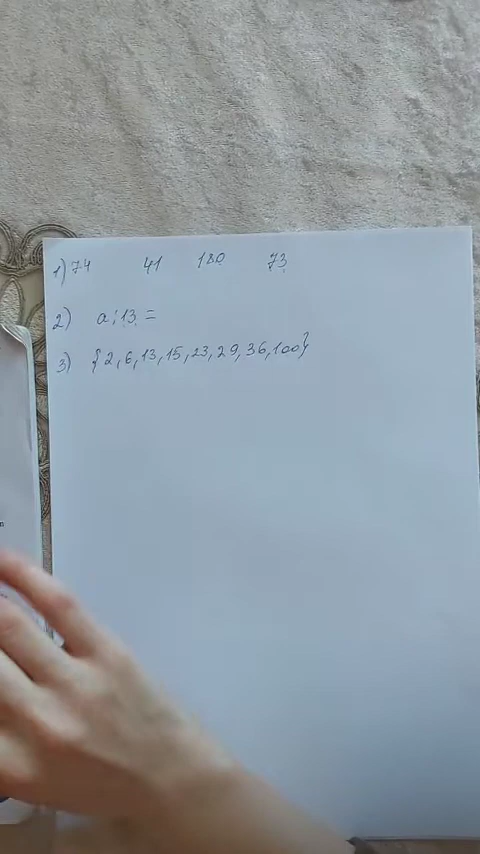 1) 74 41 180 73
2) a : 13 =
3) {2, 6, 13, 15, 23, 29, 36, 100}